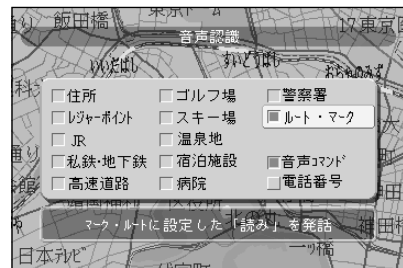 飯田橋
東京ドーム
17東京
音声認識
いいだばし
すいどうばし
おちゃのみず
住所
ゴルフ場
警察署
レジャーポイント
スキー場
ルート・マーク
JR
温泉地
私鉄・地下鉄
宿泊施設
音声コマンド
高速道路
病院
電話番号
マーク・ルートに設定した「読み」を発話
日本テレビ
一ツ橋